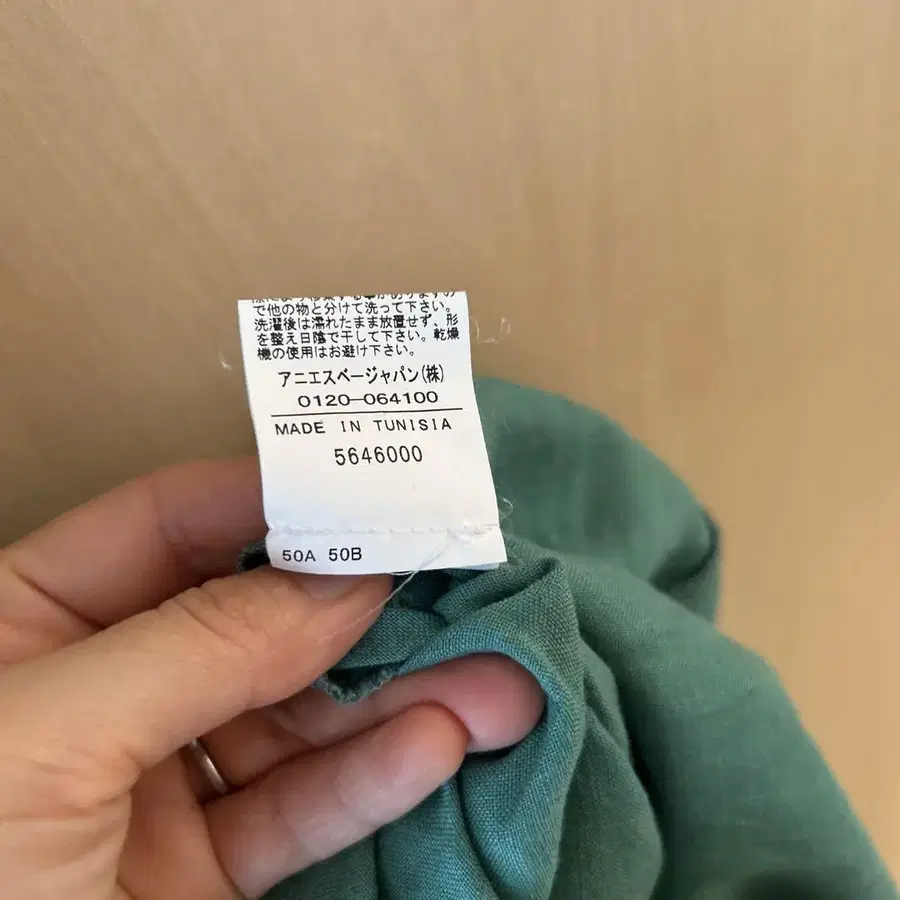 で他の物と分けて洗って下さい。
洗濯後は濡れたまま放置せず、形
を整え日陰で干して下さい。乾燥
機の使用はお避け下さい。
アニエスベージャパン(株)
0120-064100
MADE IN TUNISIA
5646000
50A 50B